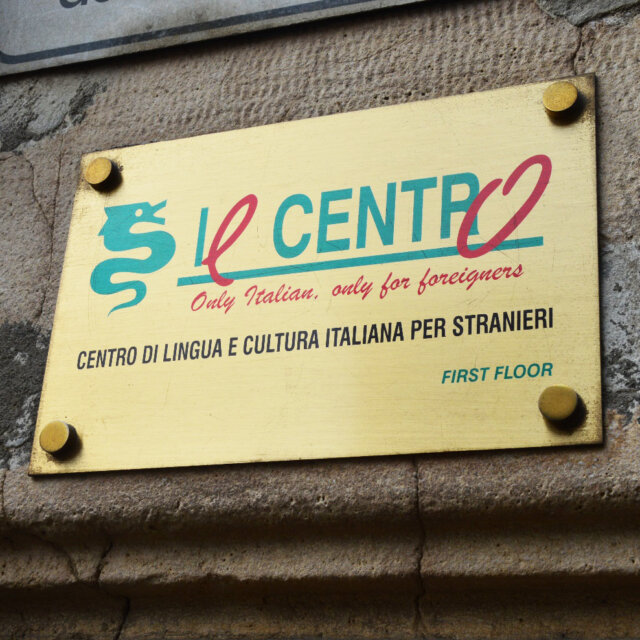 Il CENTRO
Only Italian, only for foreigners
CENTRO DI LINGUA E CULTURA ITALIANA PER STRANIERI
FIRST FLOOR